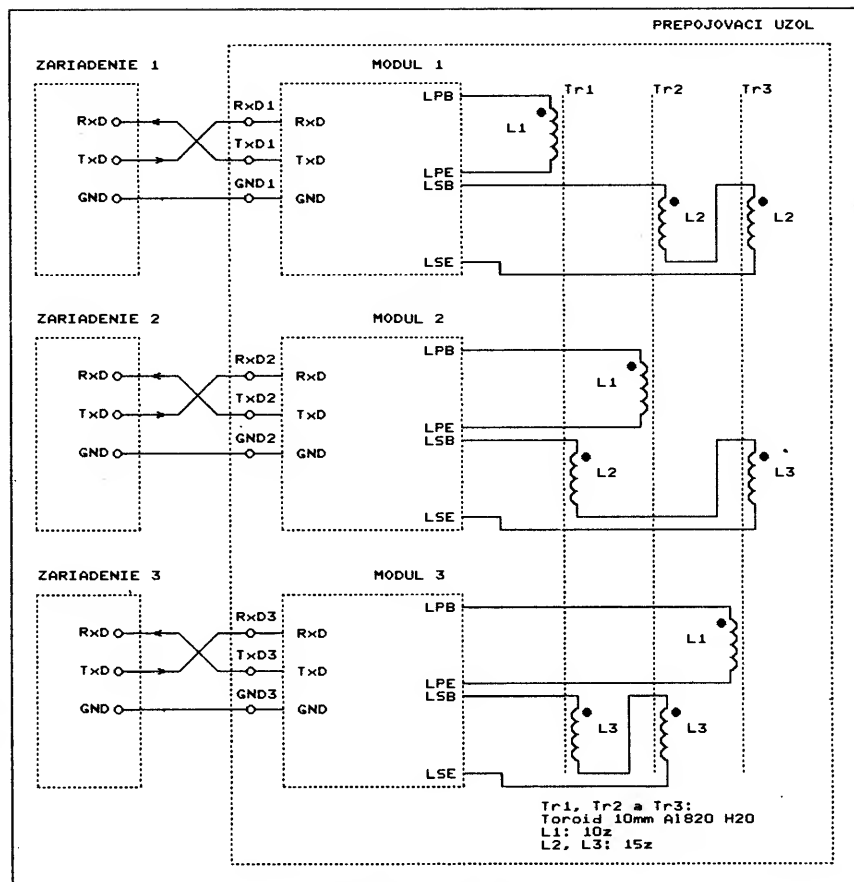 PREPOJOVACI UZOL
ZARIADENIE 1
MODUL 1
LPB
Tr1
Tr2
Tr3
RxD
RxD1
RxD
L1
TxD
TxD1
TxD
LPE
LSB
GND
GND1
GND
L2
L2
LSE
ZARIADENIE 2
MODUL 2
LPB
RxD
RxD2
RxD
L1
TxD
TxD2
TxD
LPE
LSB
GND
GND2
GND
L2
L3
LSE
ZARIADENIE 3
MODUL 3
LPB
RxD
RxD3
RxD
L1
TxD
TxD3
TxD
LPE
LSB
GND
GND3
GND
L3
L3
LSE
Tr1, Tr2 a Tr3:
Toroid 10mm Al820 H20
L1: 10z
L2, L3: 15z